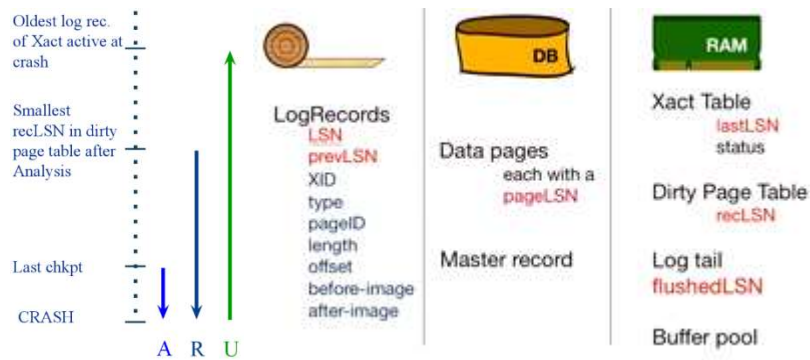 Oldest log rec.
of Xact active at
crash
Smallest
recLSN in dirty
page table after
Analysis
Last chkpt
CRASH
A R U
LogRecords
LSN
prevLSN
XID
type
pageID
length
offset
before-image
after-image
DB
Data pages
each with a
pageLSN
Master record
RAM
Xact Table
lastLSN
status
Dirty Page Table
recLSN
Log tail
flushedLSN
Buffer pool